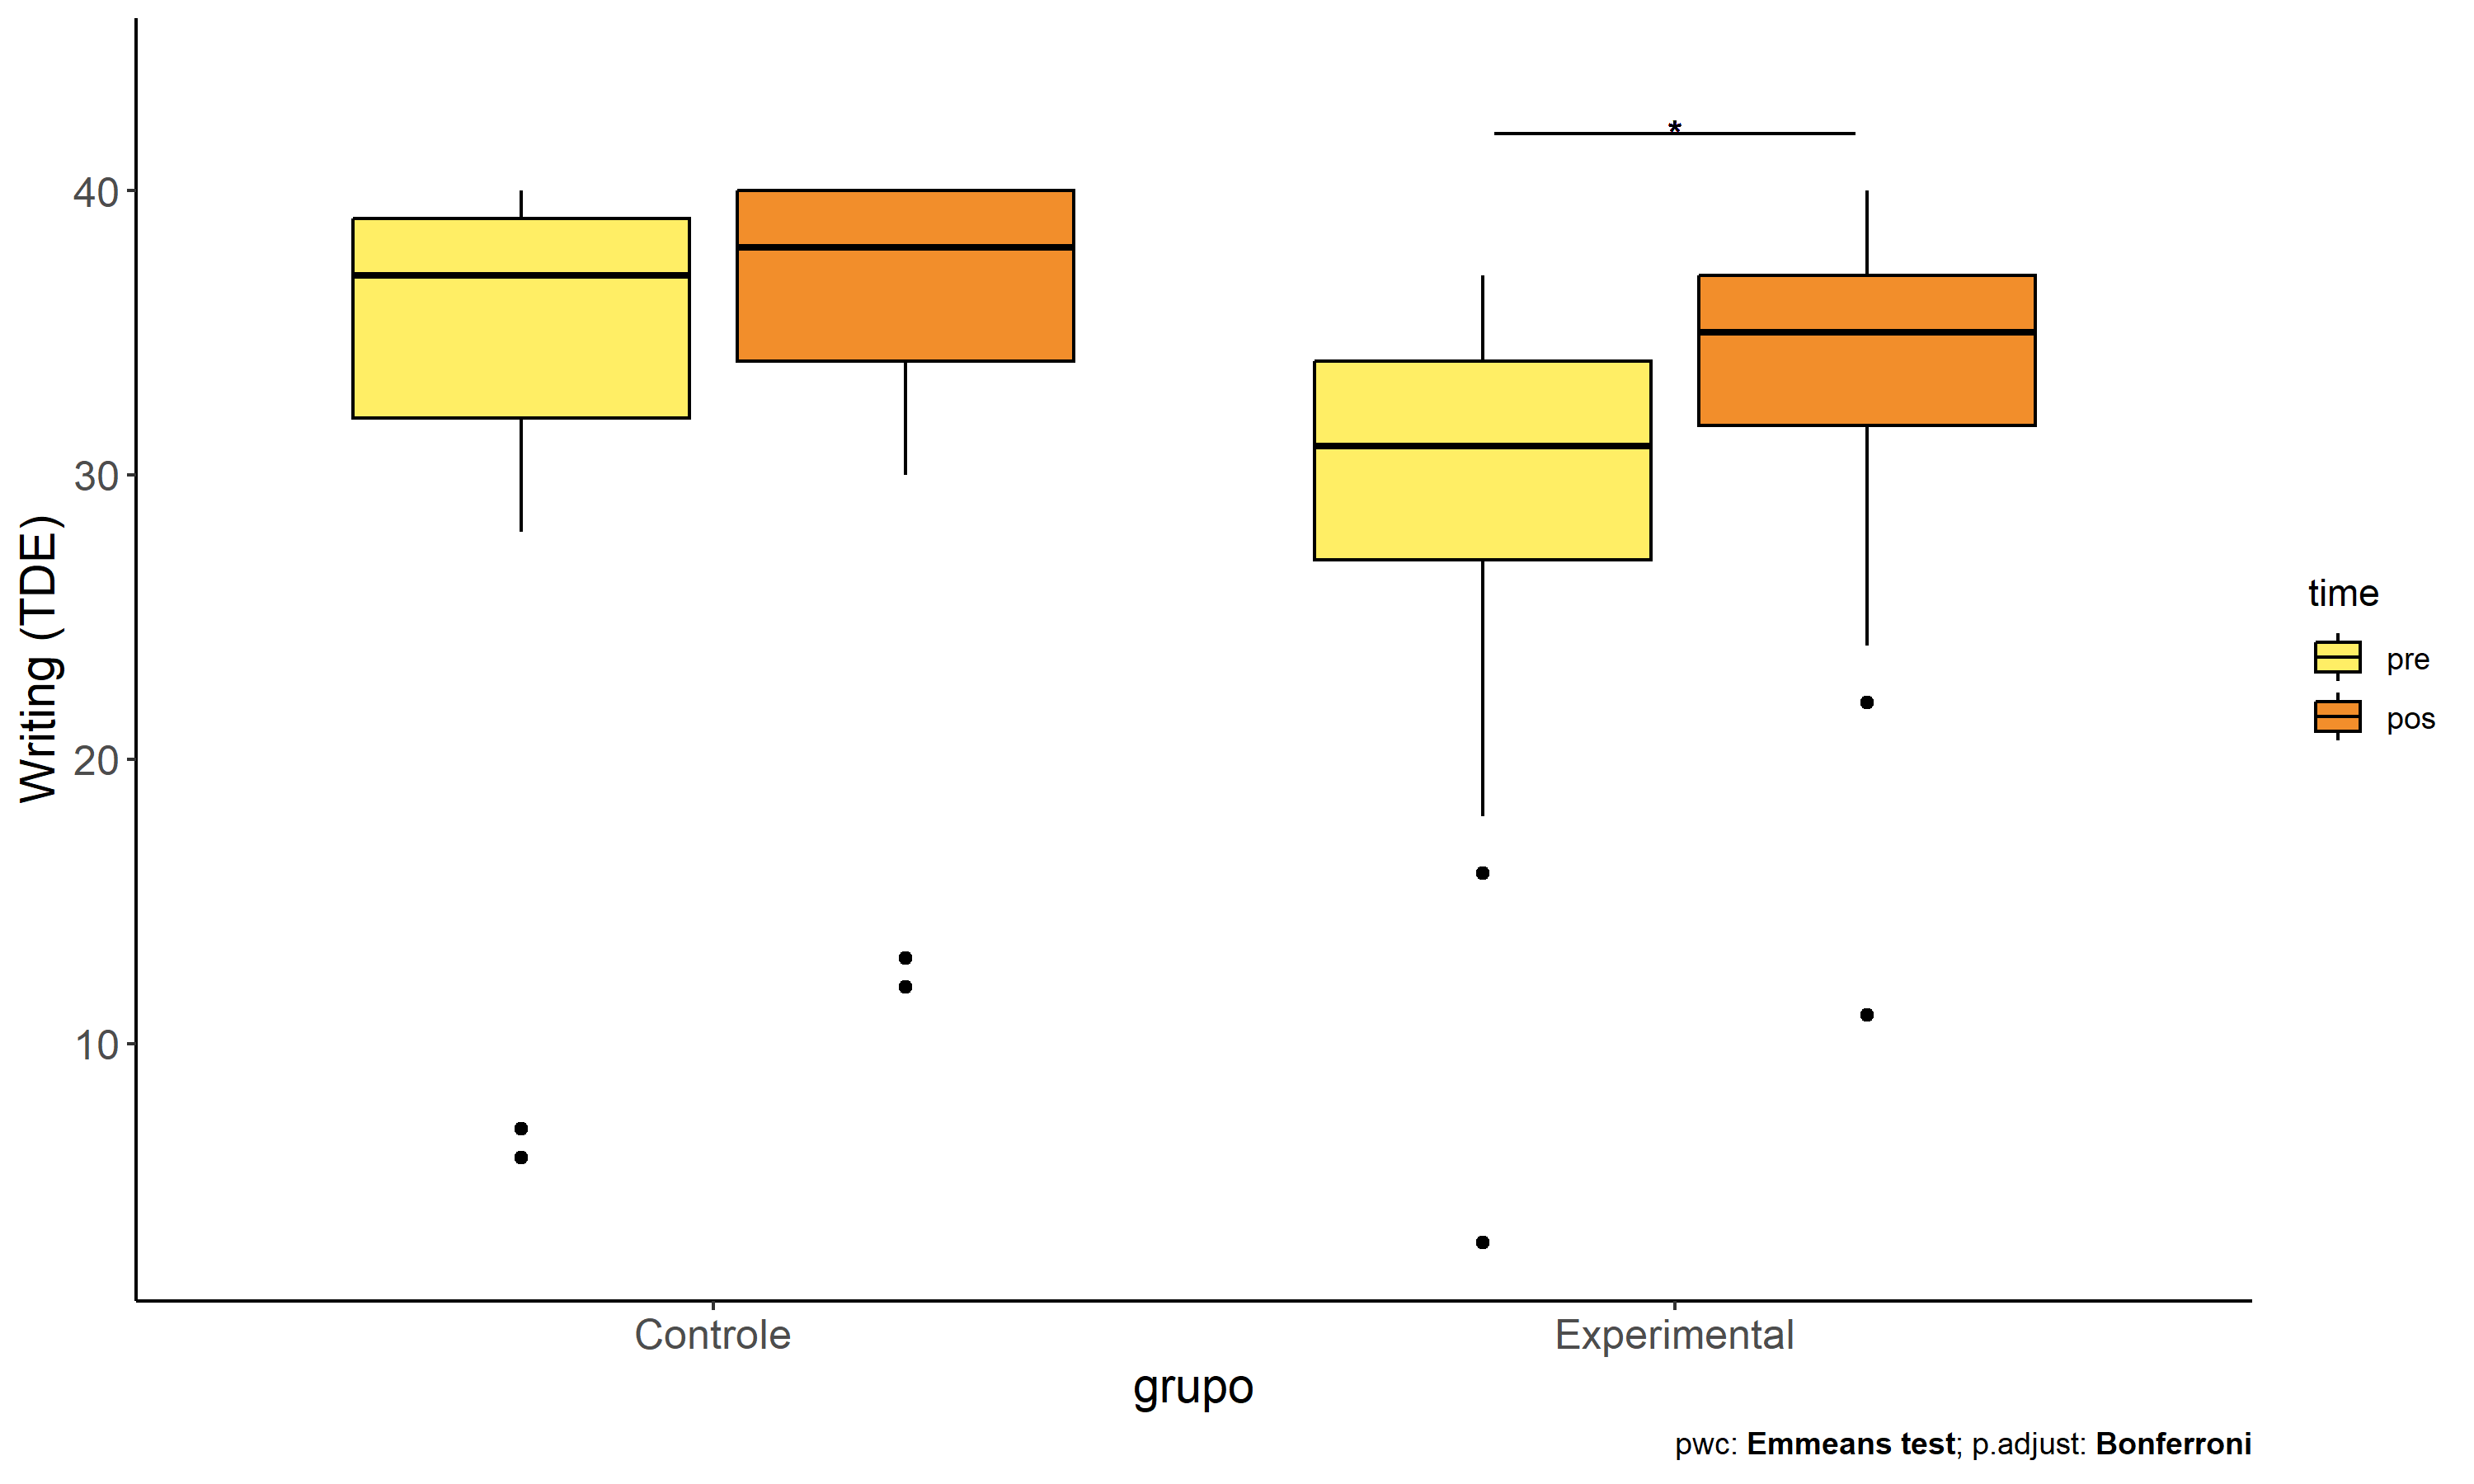 Writing (TDE)
40
30
20
10
*
Controle
Experimental
grupo
time
pre
pos
pwc: Emmeans test; p.adjust: Bonferroni